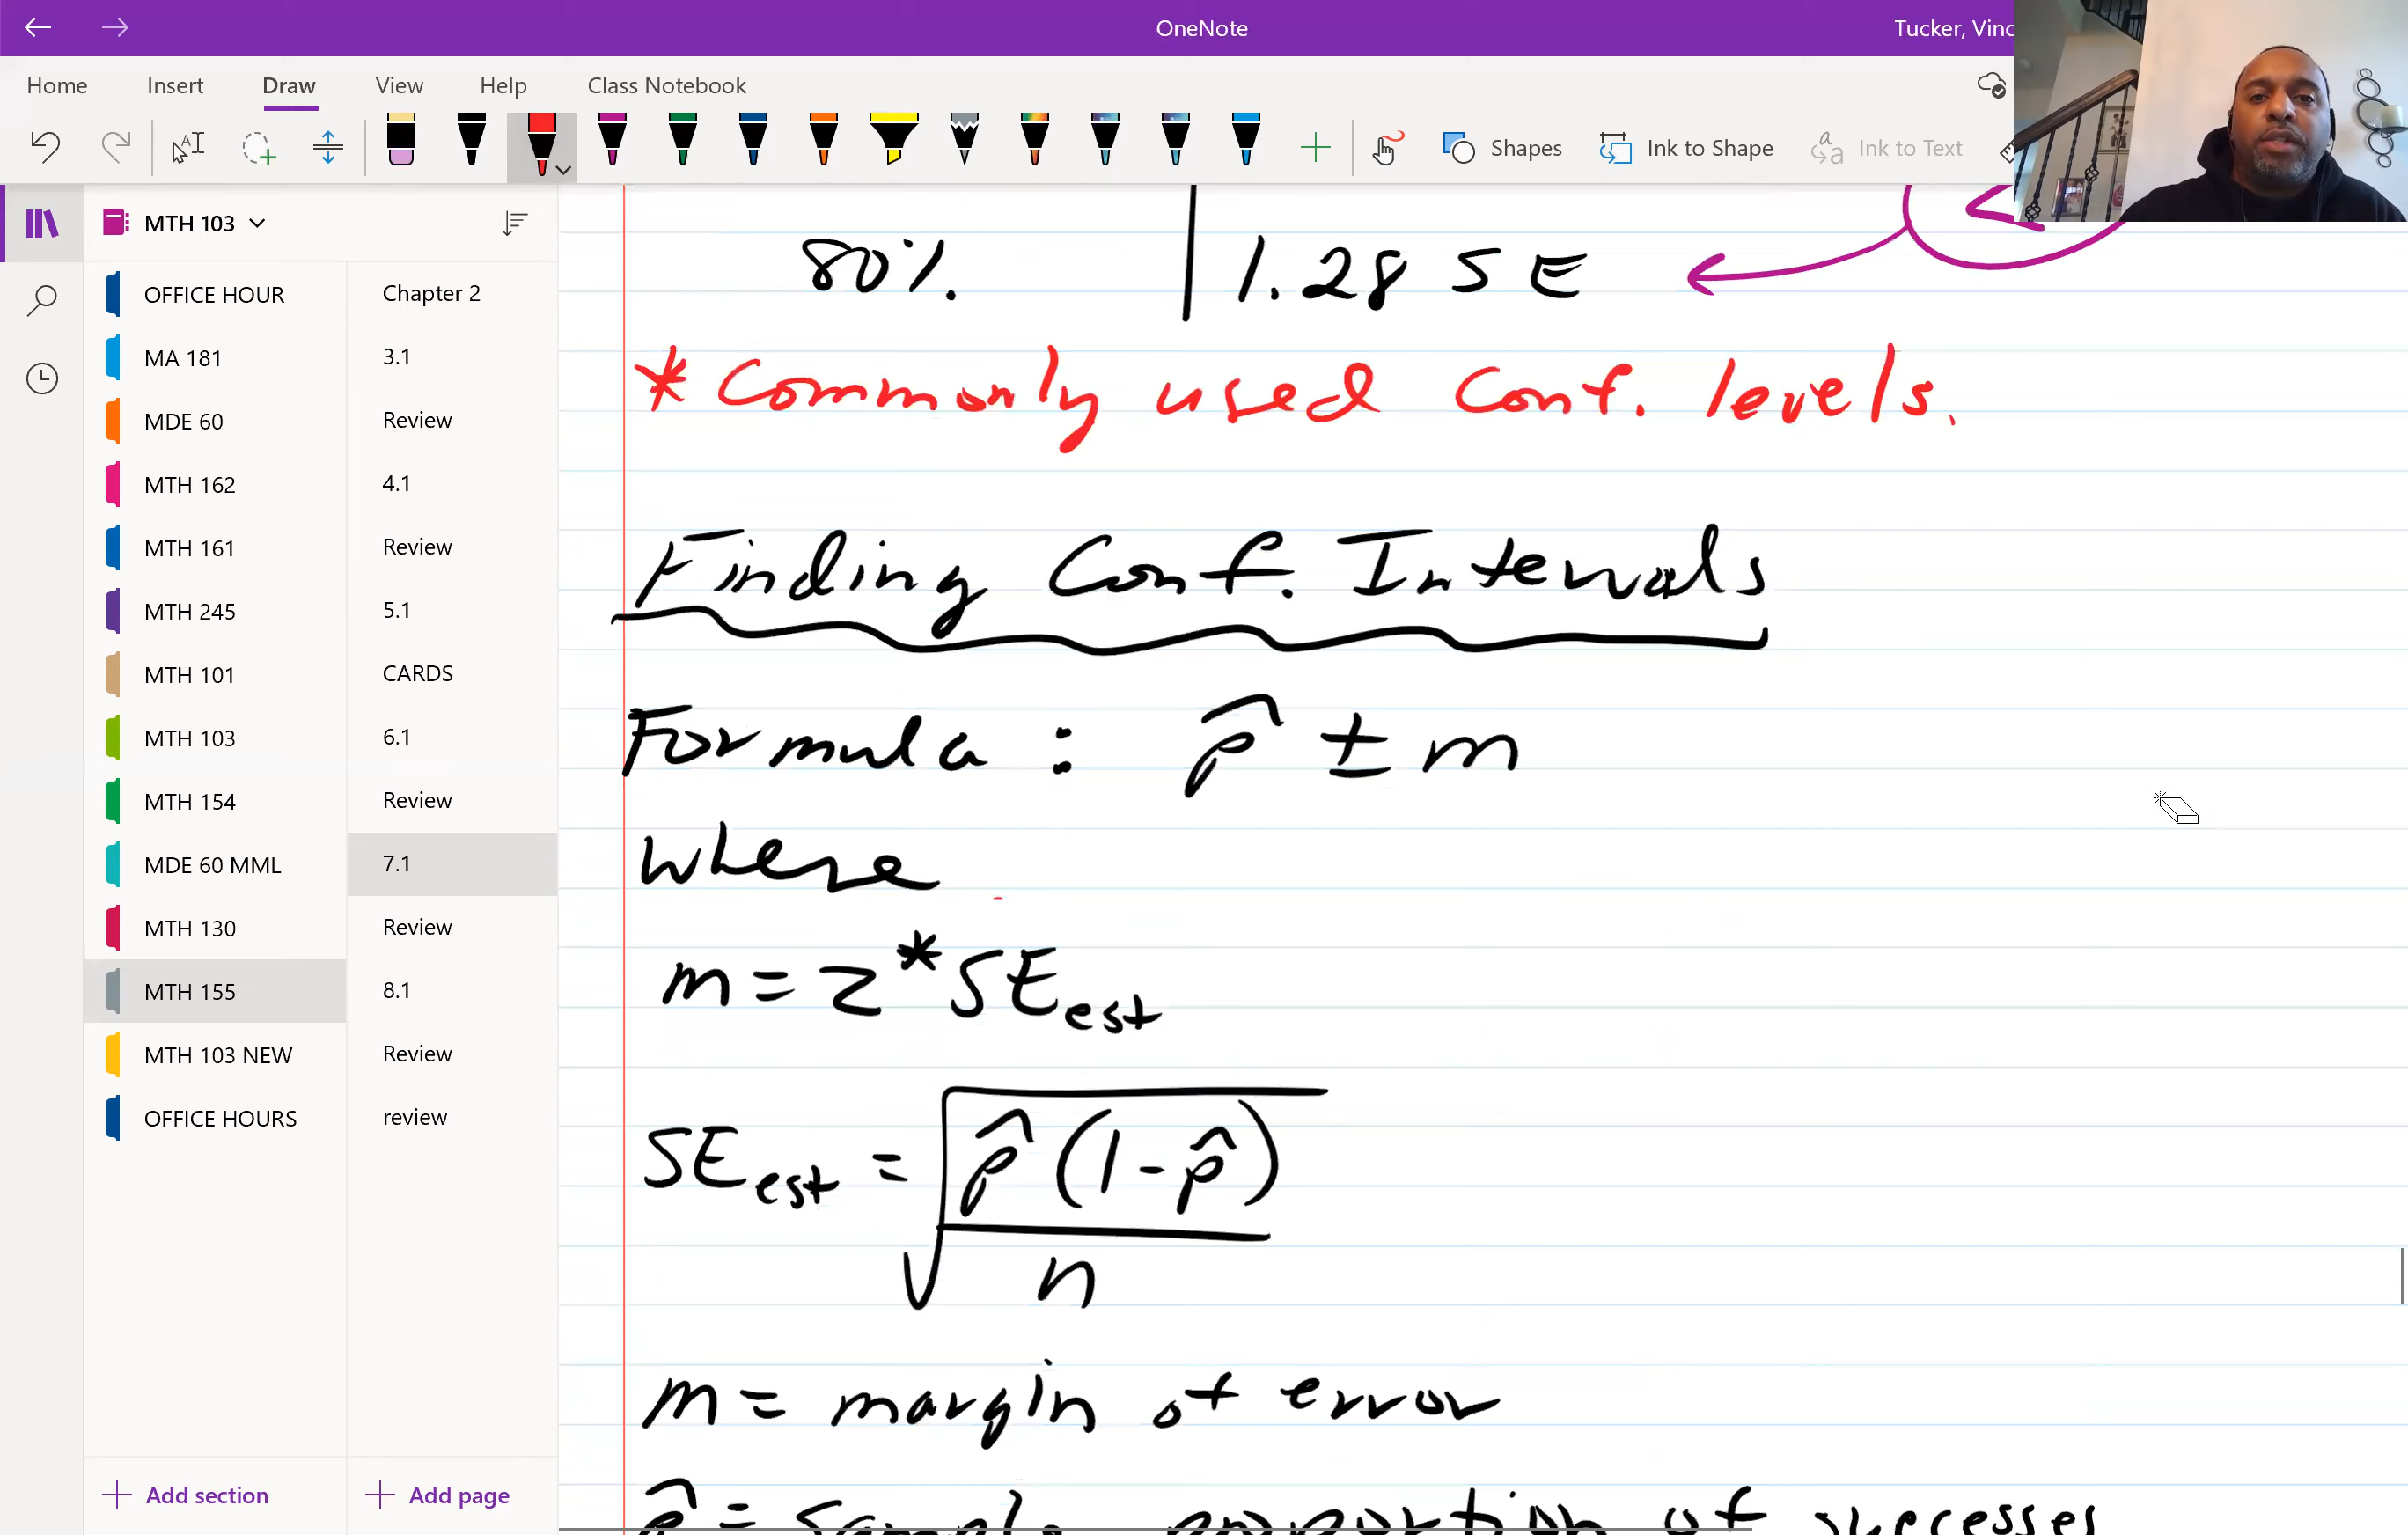 OneNote
Tucker, Vinc
Home Insert Draw View Help Class Notebook
Shapes Ink to Shape Ink to Text
MTH 103
OFFICE HOUR
MA 181
MDE 60
MTH 162
MTH 161
MTH 245
MTH 101
MTH 103
MTH 154
MDE 60 MML
MTH 130
MTH 155
MTH 103 NEW
OFFICE HOURS
Add section
Chapter 2
3.1
Review
4.1
Review
5.1
CARDS
6.1
Review
7.1
Review
8.1
Review
review
Add page
80% | 1.28 SE
* Commonly used Conf. levels.
Finding Conf. Intervals
Formula : p̂ ± m
where
m = z* SE_est
SE_est = √(p̂ (1 - p̂) / n)
m = margin of error
p̂ = sample proportion of successes